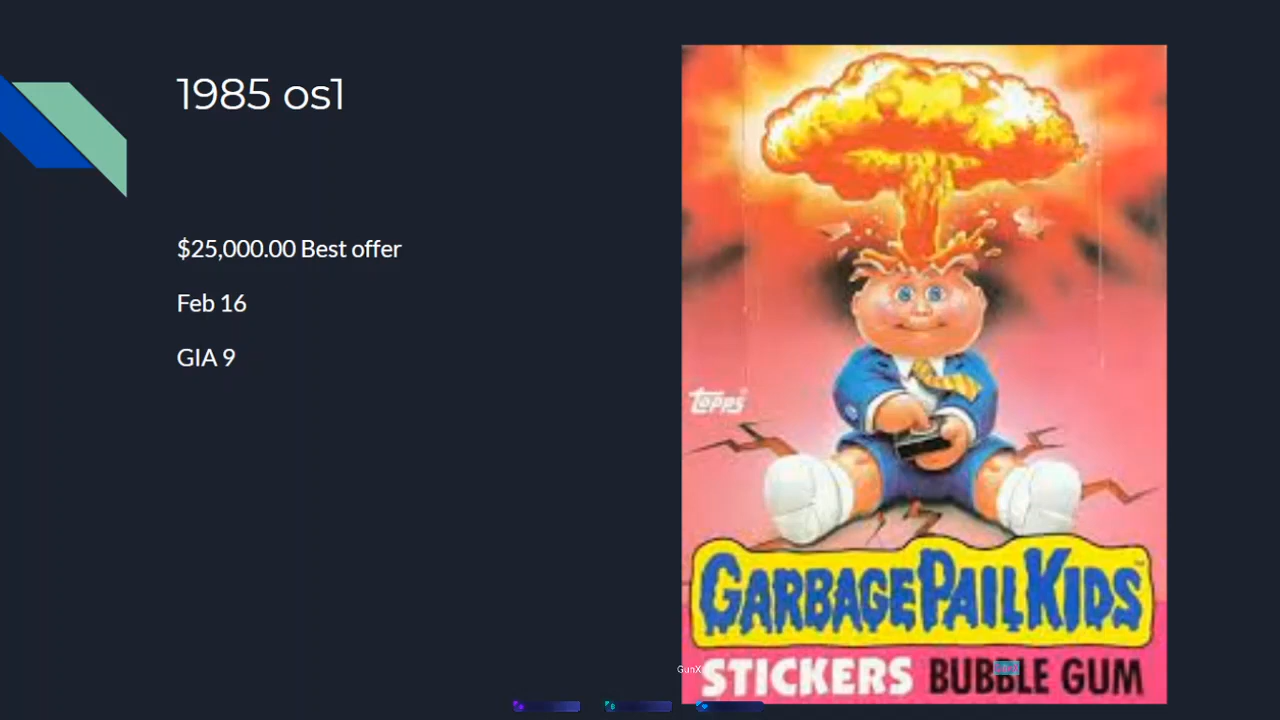 1985 os1
$25,000.00 Best offer
Feb 16
GIA 9
topps
GARBAGE PAIL KIDS
STICKERS BUBBLE GUM